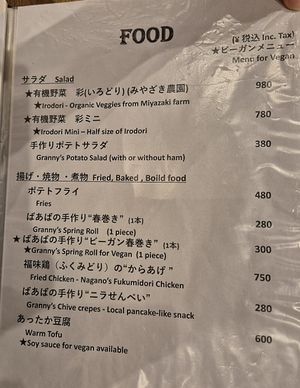 FOOD
(¥ 税込 Inc. Tax)
★ビーガンメニュー
Menu for Vegan
サラダ Salad
★有機野菜 彩(いろどり) (みやざき農園) 980
★Irodori - Organic Veggies from Miyazaki farm
★有機野菜 彩ミニ 780
★Irodori Mini – Half size of Irodori
手作りポテトサラダ 380
Granny's Potato Salad (with or without ham)
揚げ・焼物 ・煮物 Fried, Baked , Boild food
ポテトフライ 480
Fries
ばあばの手作り“春巻き” (1本) 280
Granny's Spring Roll (1 piece)
★ばあばの手作り“ビーガン春巻き” (1本) 300
★Granny's Spring Roll for Vegan (1 piece)
福味鶏（ふくみどり）の“からあげ ” 750
Fried Chicken - Nagano's Fukumidori Chicken
ばあばの手作り“ニラせんべい” 280
Granny's Chive crepes - Local pancake-like snack
あったか豆腐 600
Warm Tofu
★Soy sauce for vegan available